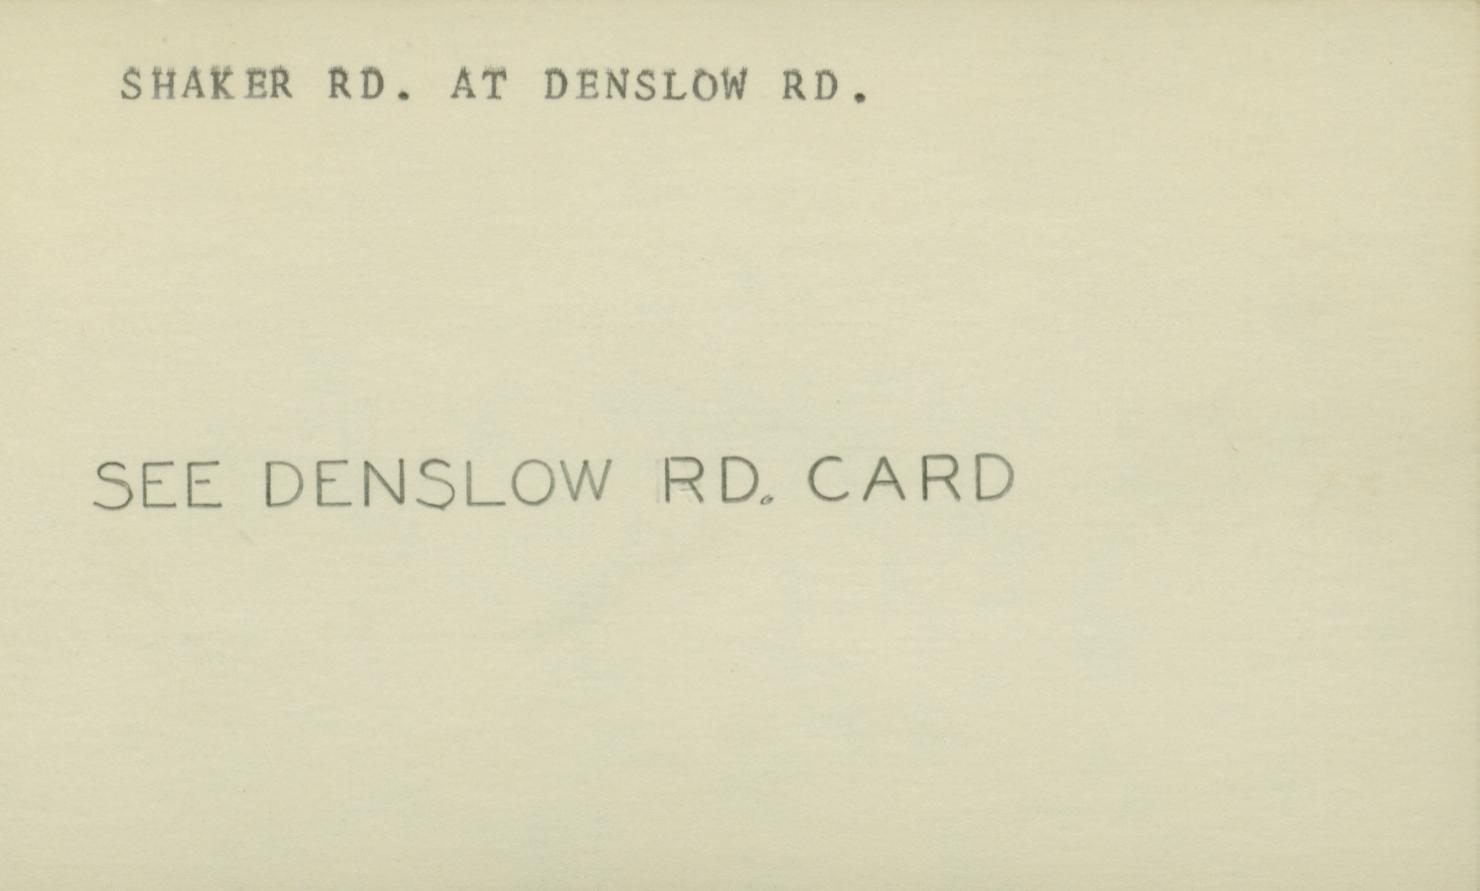 SHAKER RD. AT DENSLOW RD.
SEE DENSLOW RD. CARD